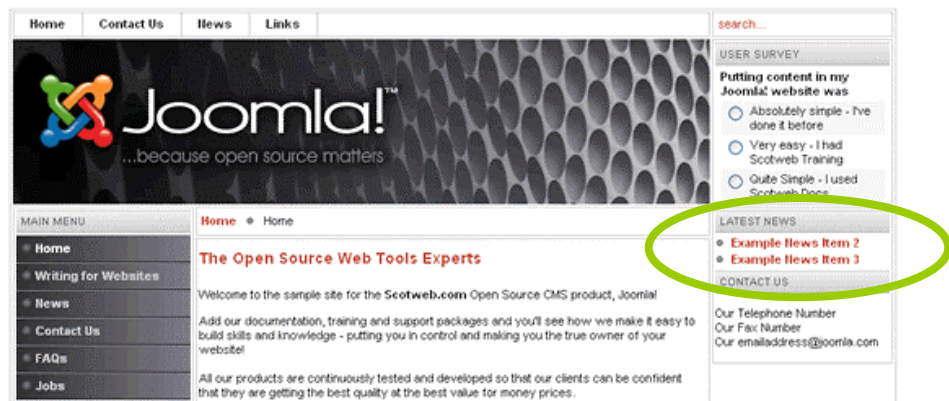 Home Contact Us News Links
search...
Joomla!™
...because open source matters
USER SURVEY
Putting content in my
Joomla! website was
Absolutely simple - I've
done it before
Very easy - I had
Scotweb Training
Quite Simple - I used
Scotweb Docs
MAIN MENU
Home
Writing for Websites
News
Contact Us
FAQs
Jobs
Home Home
The Open Source Web Tools Experts
Welcome to the sample site for the Scotweb.com Open Source CMS product, Joomla!
Add our documentation, training and support packages and you'll see how we make it easy to
build skills and knowledge - putting you in control and making you the true owner of your
website!
All our products are continuously tested and developed so that our clients can be confident
that they are getting the best quality at the best value for money prices.
LATEST NEWS
Example News Item 2
Example News Item 3
CONTACT US
Our Telephone Number
Our Fax Number
Our emailaddress@joomla.com